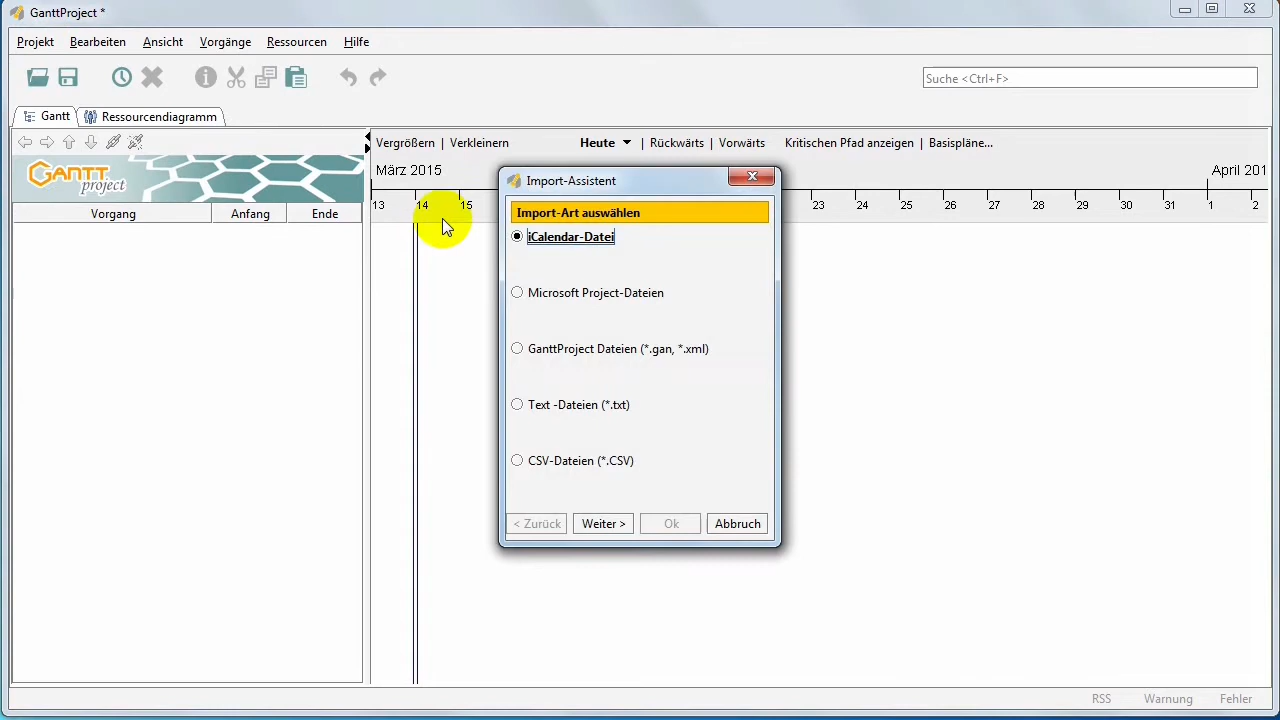 GanttProject *
Projekt Bearbeiten Ansicht Vorgänge Ressourcen Hilfe
Suche <Ctrl+F>
Gantt Ressourcendiagramm
Vergrößern | Verkleinern Heute | Rückwärts | Vorwärts Kritischen Pfad anzeigen | Basispläne...
GANTT
project
März 2015 April 201
13 14 15 23 24 25 26 27 28 29 30 31 1 2
Vorgang Anfang Ende
Import-Assistent
Import-Art auswählen
iCalendar-Datei
Microsoft Project-Dateien
GanttProject Dateien (*.gan, *.xml)
Text -Dateien (*.txt)
CSV-Dateien (*.CSV)
< Zurück Weiter > Ok Abbruch
RSS Warnung Fehler